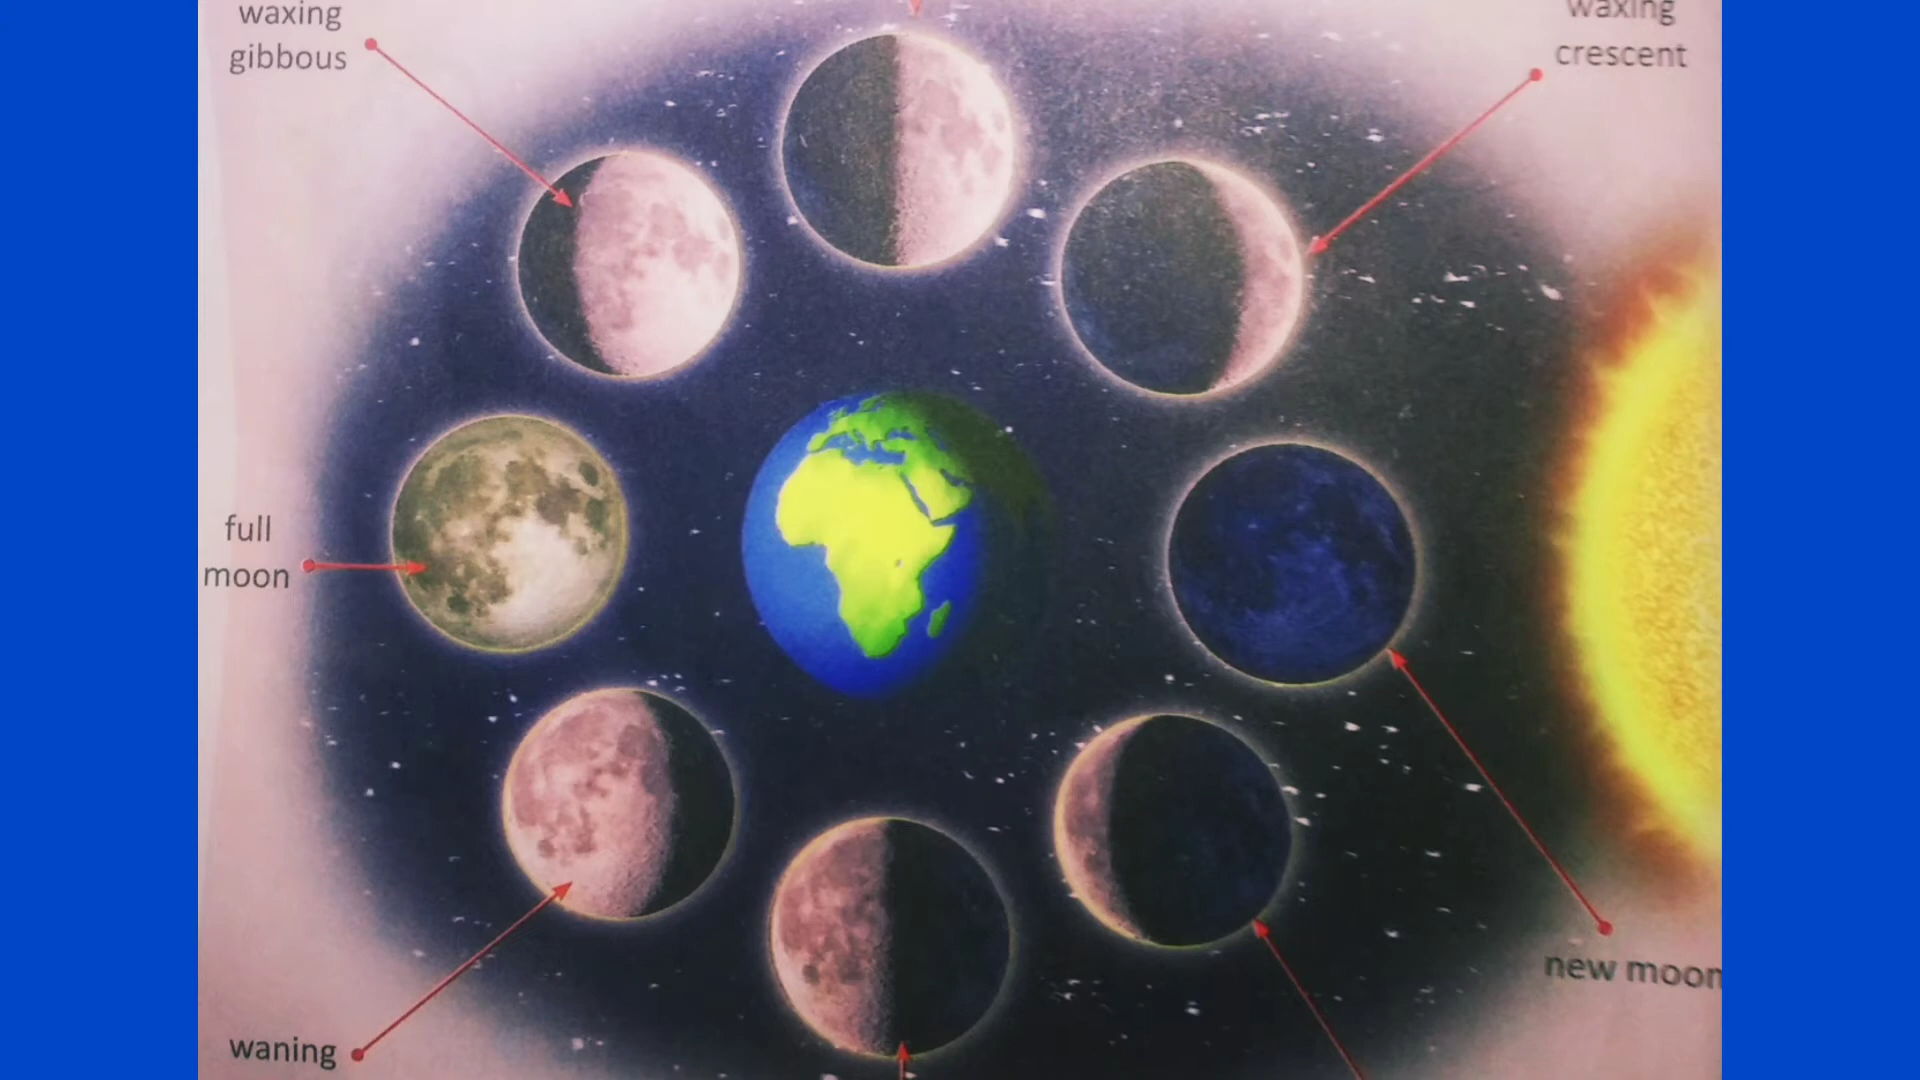 waxing
gibbous
waxing
crescent
full
moon
new moon
waning